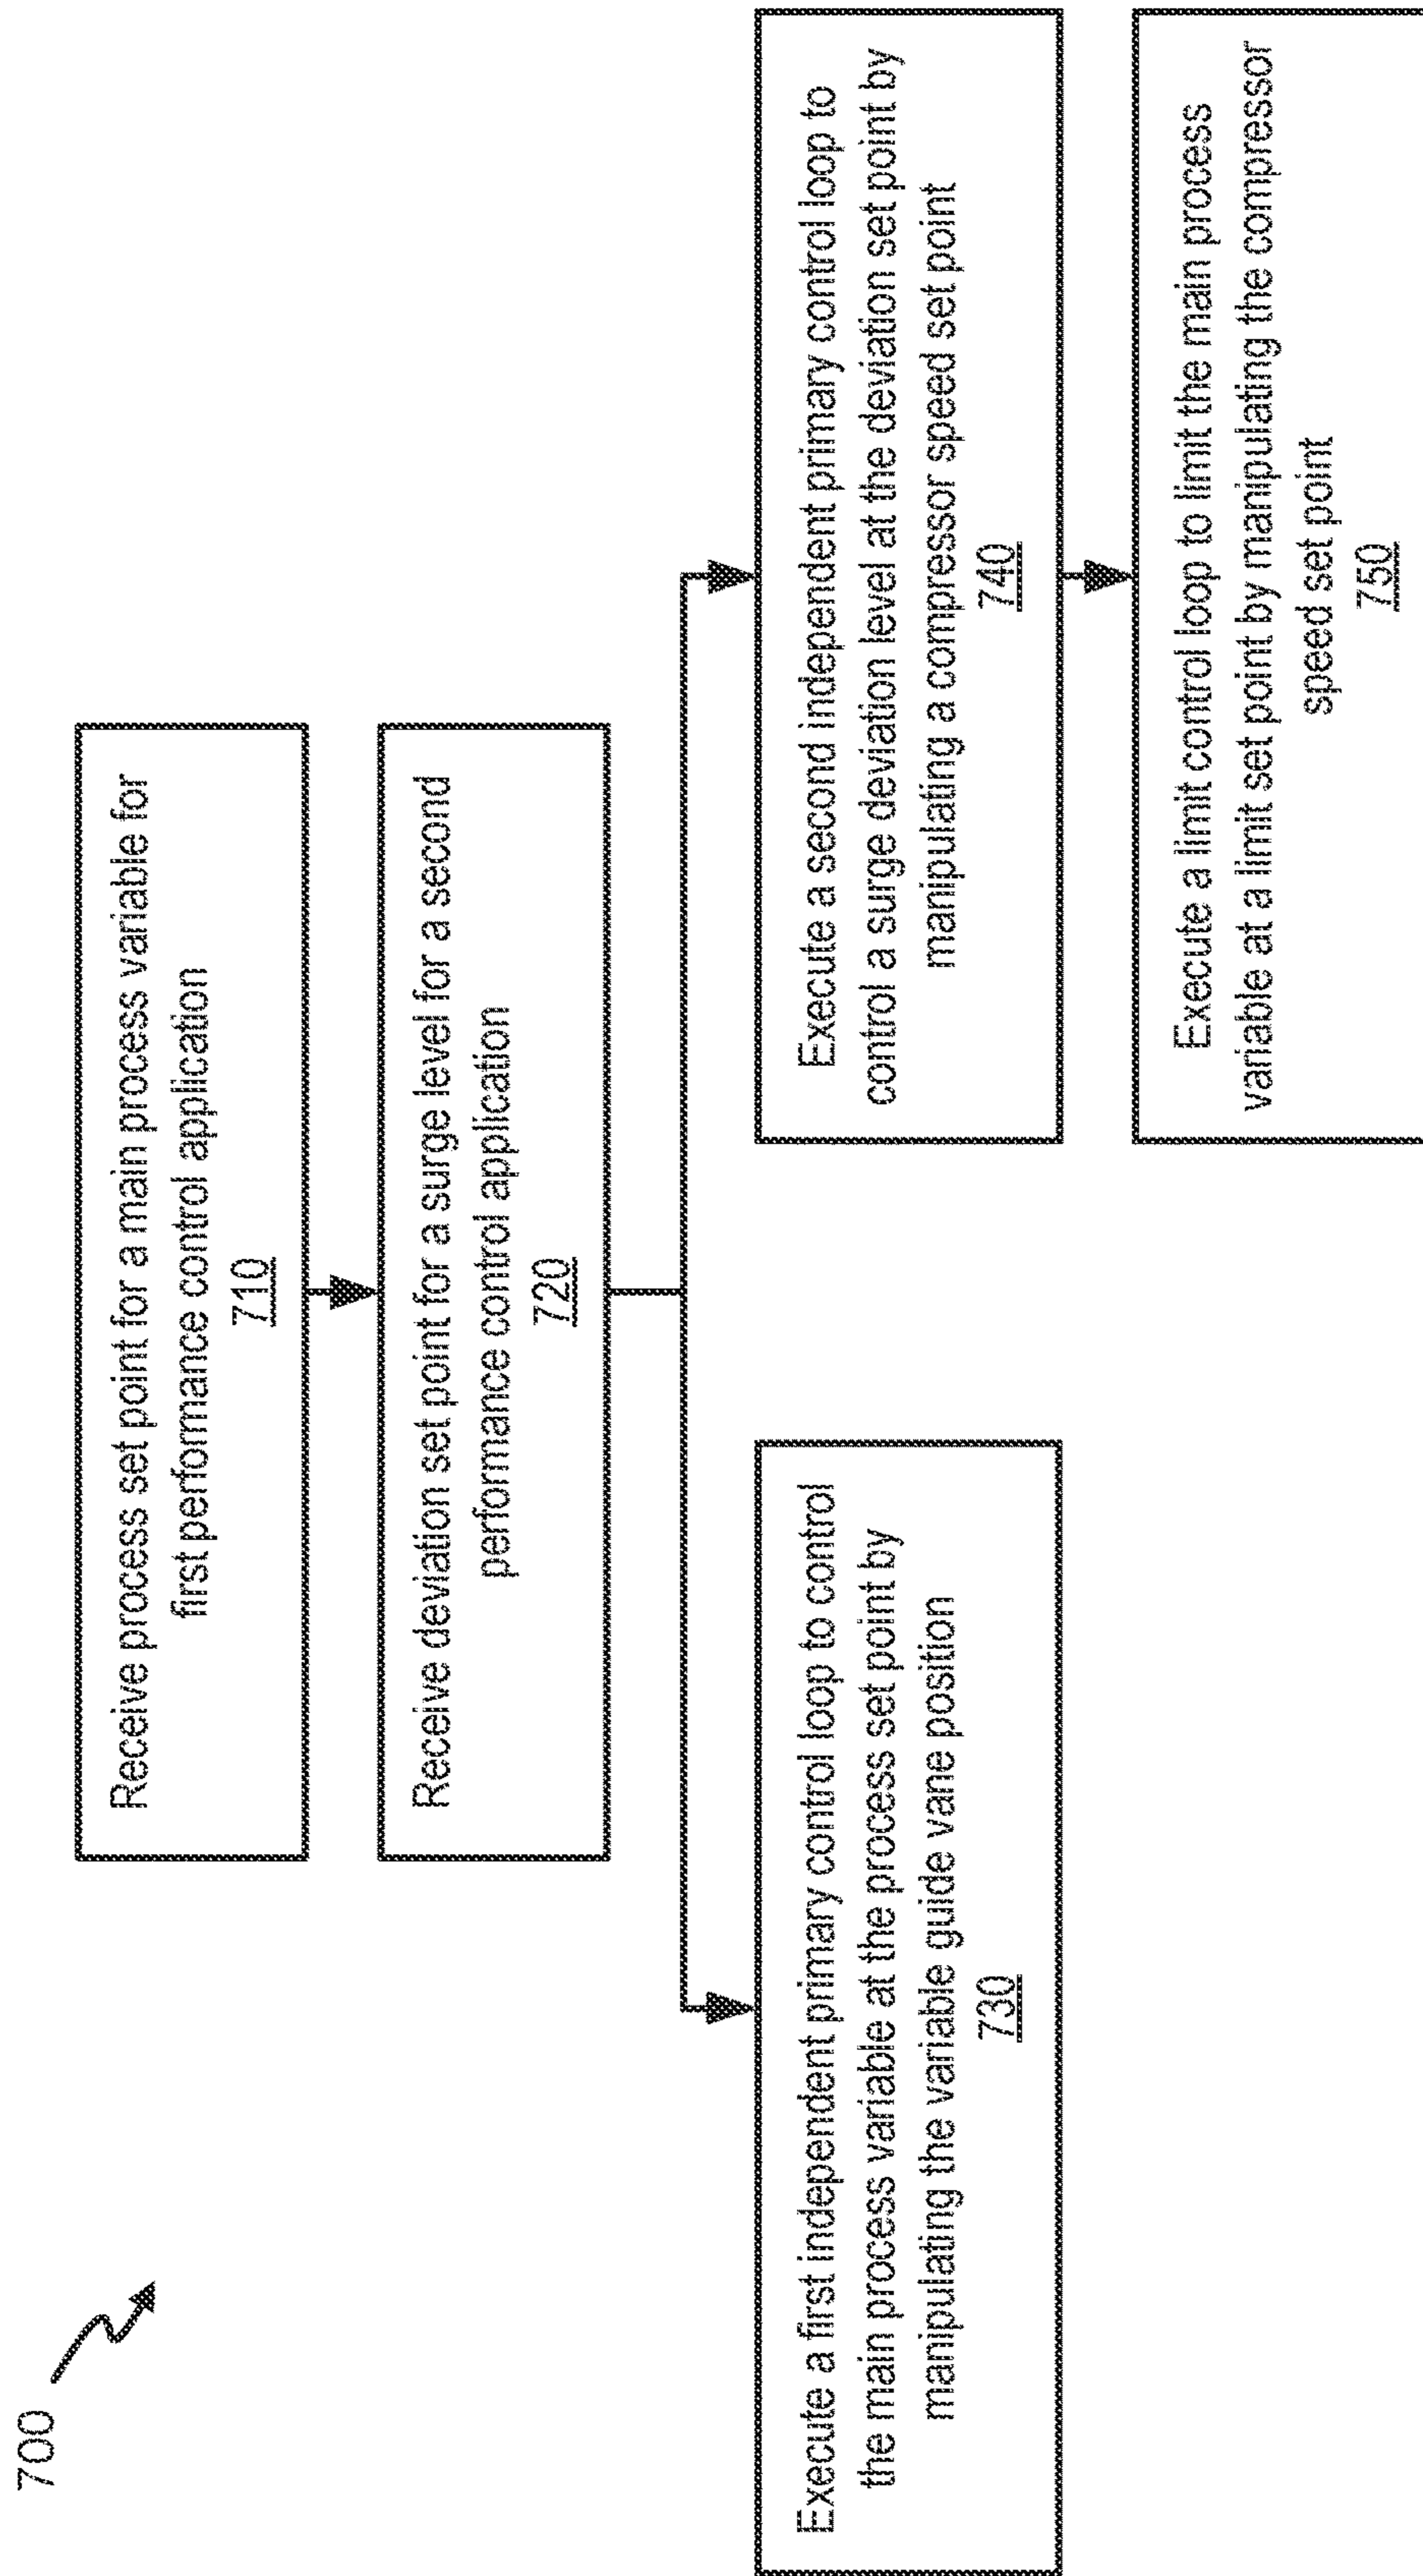 700
Receive process set point for a main process variable for
first performance control application
710
Receive deviation set point for a surge level for a second
performance control application
720
Execute a first independent primary control loop to control
the main process variable at the process set point by
manipulating the variable guide vane position
730
Execute a second independent primary control loop to
control a surge deviation level at the deviation set point by
manipulating a compressor speed set point
740
Execute a limit control loop to limit the main process
variable at a limit set point by manipulating the compressor
speed set point
750